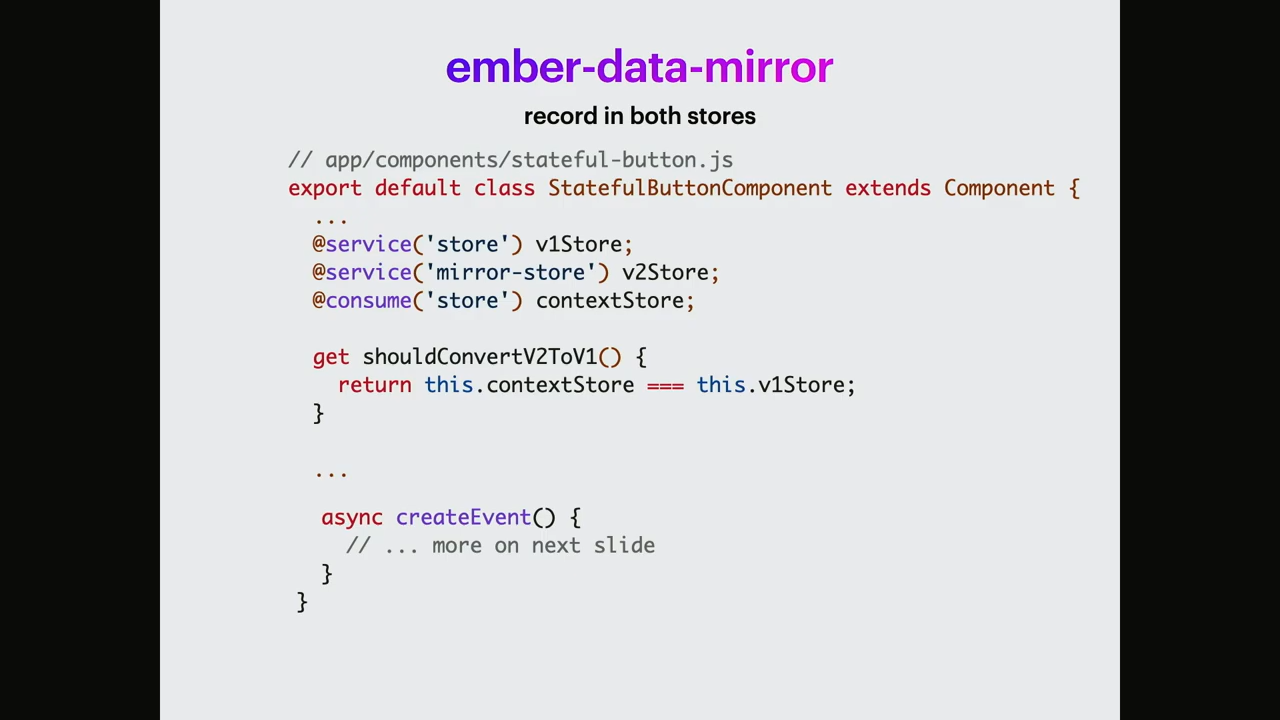 ember-data-mirror
record in both stores
// app/components/stateful-button.js
export default class StatefulButtonComponent extends Component {
  ...
  @service('store') v1Store;
  @service('mirror-store') v2Store;
  @consume('store') contextStore;
  get shouldConvertV2ToV1() {
    return this.contextStore === this.v1Store;
  }
  ...
  async createEvent() {
    // ... more on next slide
  }
}